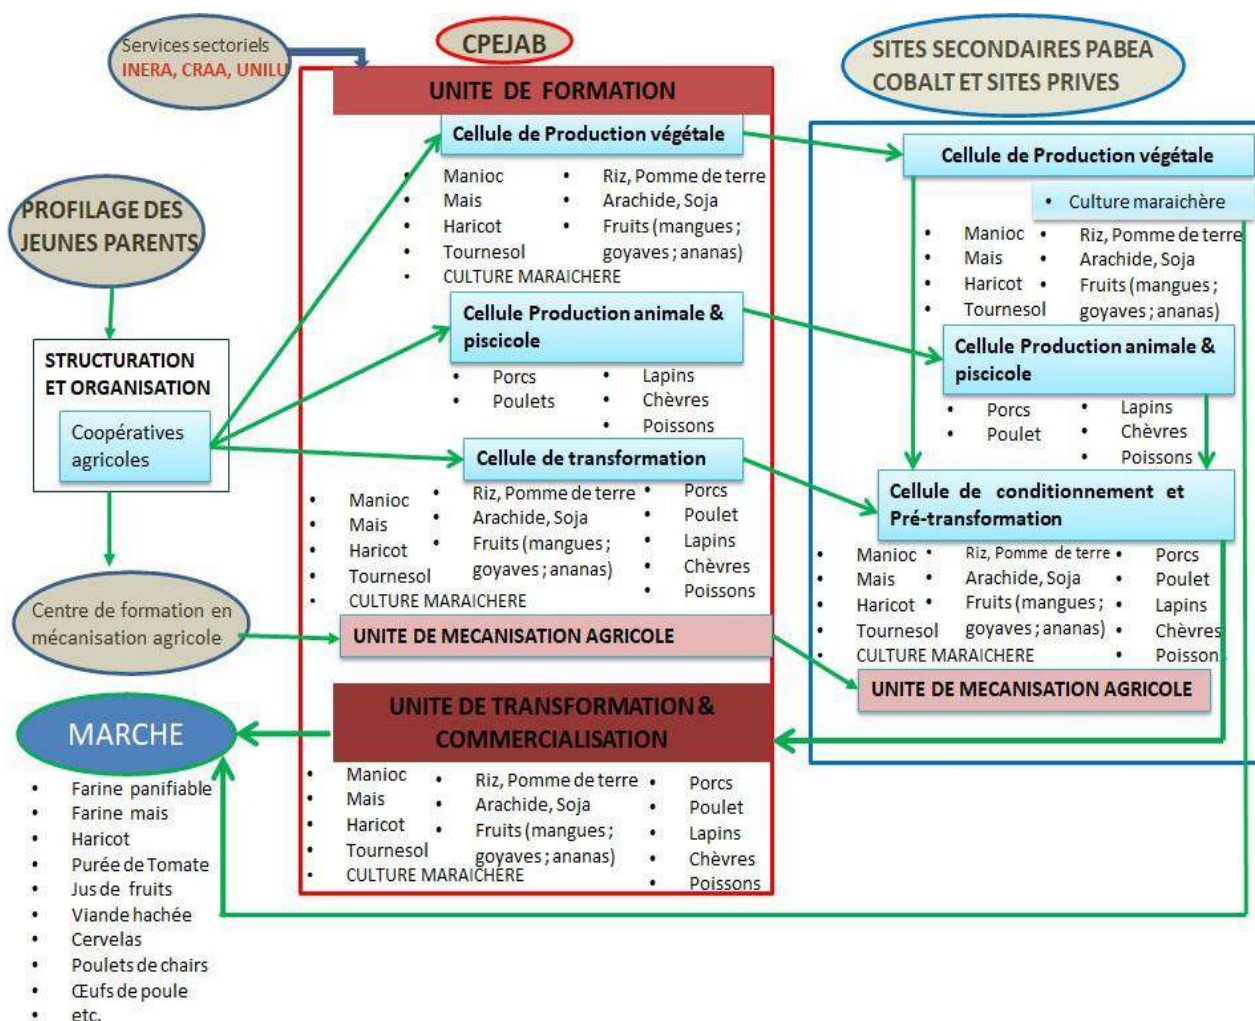 Services sectoriels
INERA, CRAA, UNILU
CPEJAB
SITES SECONDAIRES PABEA
COBALT ET SITES PRIVES
PROFILAGE DES
JEUNES PARENTS
STRUCTURATION
ET ORGANISATION
Coopératives
agricoles
Centre de formation en
mécanisation agricole
UNITE DE FORMATION
Cellule de Production végétale
• Manioc
• Mais
• Haricot
• Tournesol
• CULTURE MARAICHERE
• Riz, Pomme de terre
• Arachide, Soja
• Fruits (mangues ;
goyaves ; ananas)
Cellule Production animale &
piscicole
• Porcs
• Poulets
• Lapins
• Chèvres
• Poissons
Cellule de transformation
• Manioc
• Mais
• Haricot
• Tournesol
• CULTURE MARAICHERE
• Riz, Pomme de terre
• Arachide, Soja
• Fruits (mangues ;
goyaves ; ananas)
• Porcs
• Poulet
• Lapins
• Chèvres
• Poissons
UNITE DE MECANISATION AGRICOLE
UNITE DE TRANSFORMATION &
COMMERCIALISATION
• Manioc
• Mais
• Haricot
• Tournesol
• CULTURE MARAICHERE
• Riz, Pomme de terre
• Arachide, Soja
• Fruits (mangues ;
goyaves ; ananas)
• Porcs
• Poulet
• Lapins
• Chèvres
• Poissons
Cellule de Production végétale
• Culture maraichère
• Manioc
• Mais
• Haricot
• Tournesol
• Riz, Pomme de terre
• Arachide, Soja
• Fruits (mangues ;
goyaves ; ananas)
Cellule Production animale &
piscicole
• Porcs
• Poulet
• Lapins
• Chèvres
• Poissons
Cellule de conditionnement et
Pré-transformation
• Manioc
• Mais
• Haricot
• Tournesol
• CULTURE MARAICHERE
• Riz, Pomme de terre
• Arachide, Soja
• Fruits (mangues ;
goyaves ; ananas)
• Porcs
• Poulet
• Lapins
• Chèvres
• Poissons
UNITE DE MECANISATION AGRICOLE
MARCHE
• Farine panifiable
• Farine mais
• Haricot
• Purée de Tomate
• Jus de fruits
• Viande hachée
• Cervelas
• Poulets de chairs
• Œufs de poule
• etc.